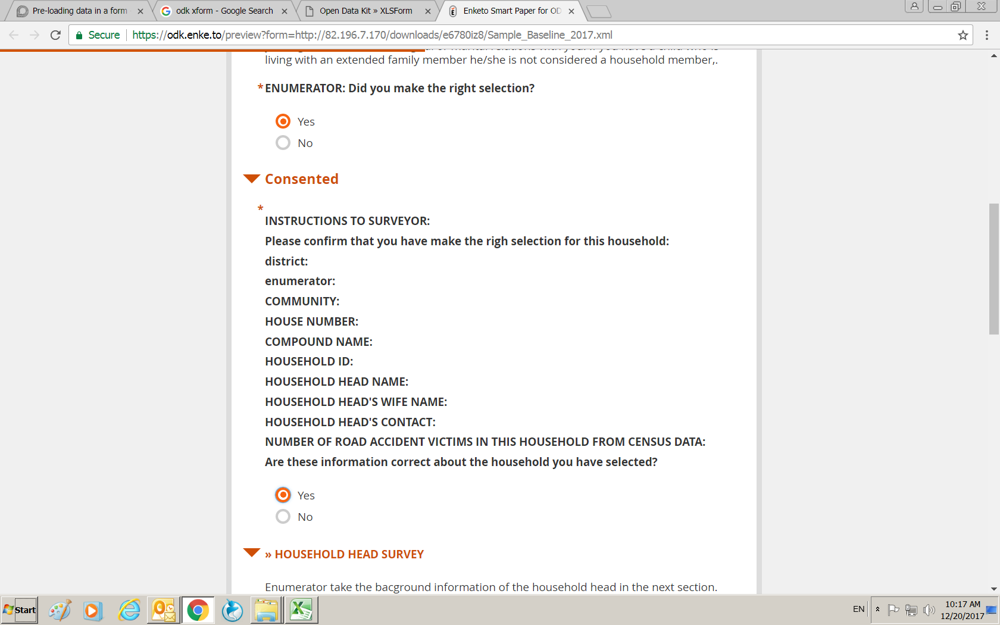 Pre-loading data in a form
odk xform - Google Search
Open Data Kit » XLSForm
Enketo Smart Paper for OD
Secure
https://odk.enke.to/preview?form=http://82.196.7.170/downloads/e6780iz8/Sample_Baseline_2017.xml
living with an extended family member he/she is not considered a household member,.
* ENUMERATOR: Did you make the right selection?
Yes
No
Consented
*
INSTRUCTIONS TO SURVEYOR:
Please confirm that you have make the righ selection for this household:
district:
enumerator:
COMMUNITY:
HOUSE NUMBER:
COMPOUND NAME:
HOUSEHOLD ID:
HOUSEHOLD HEAD NAME:
HOUSEHOLD HEAD'S WIFE NAME:
HOUSEHOLD HEAD'S CONTACT:
NUMBER OF ROAD ACCIDENT VICTIMS IN THIS HOUSEHOLD FROM CENSUS DATA:
Are these information correct about the household you have selected?
Yes
No
» HOUSEHOLD HEAD SURVEY
Enumerator take the bacground information of the household head in the next section.
Start
EN
10:17 AM
12/20/2017